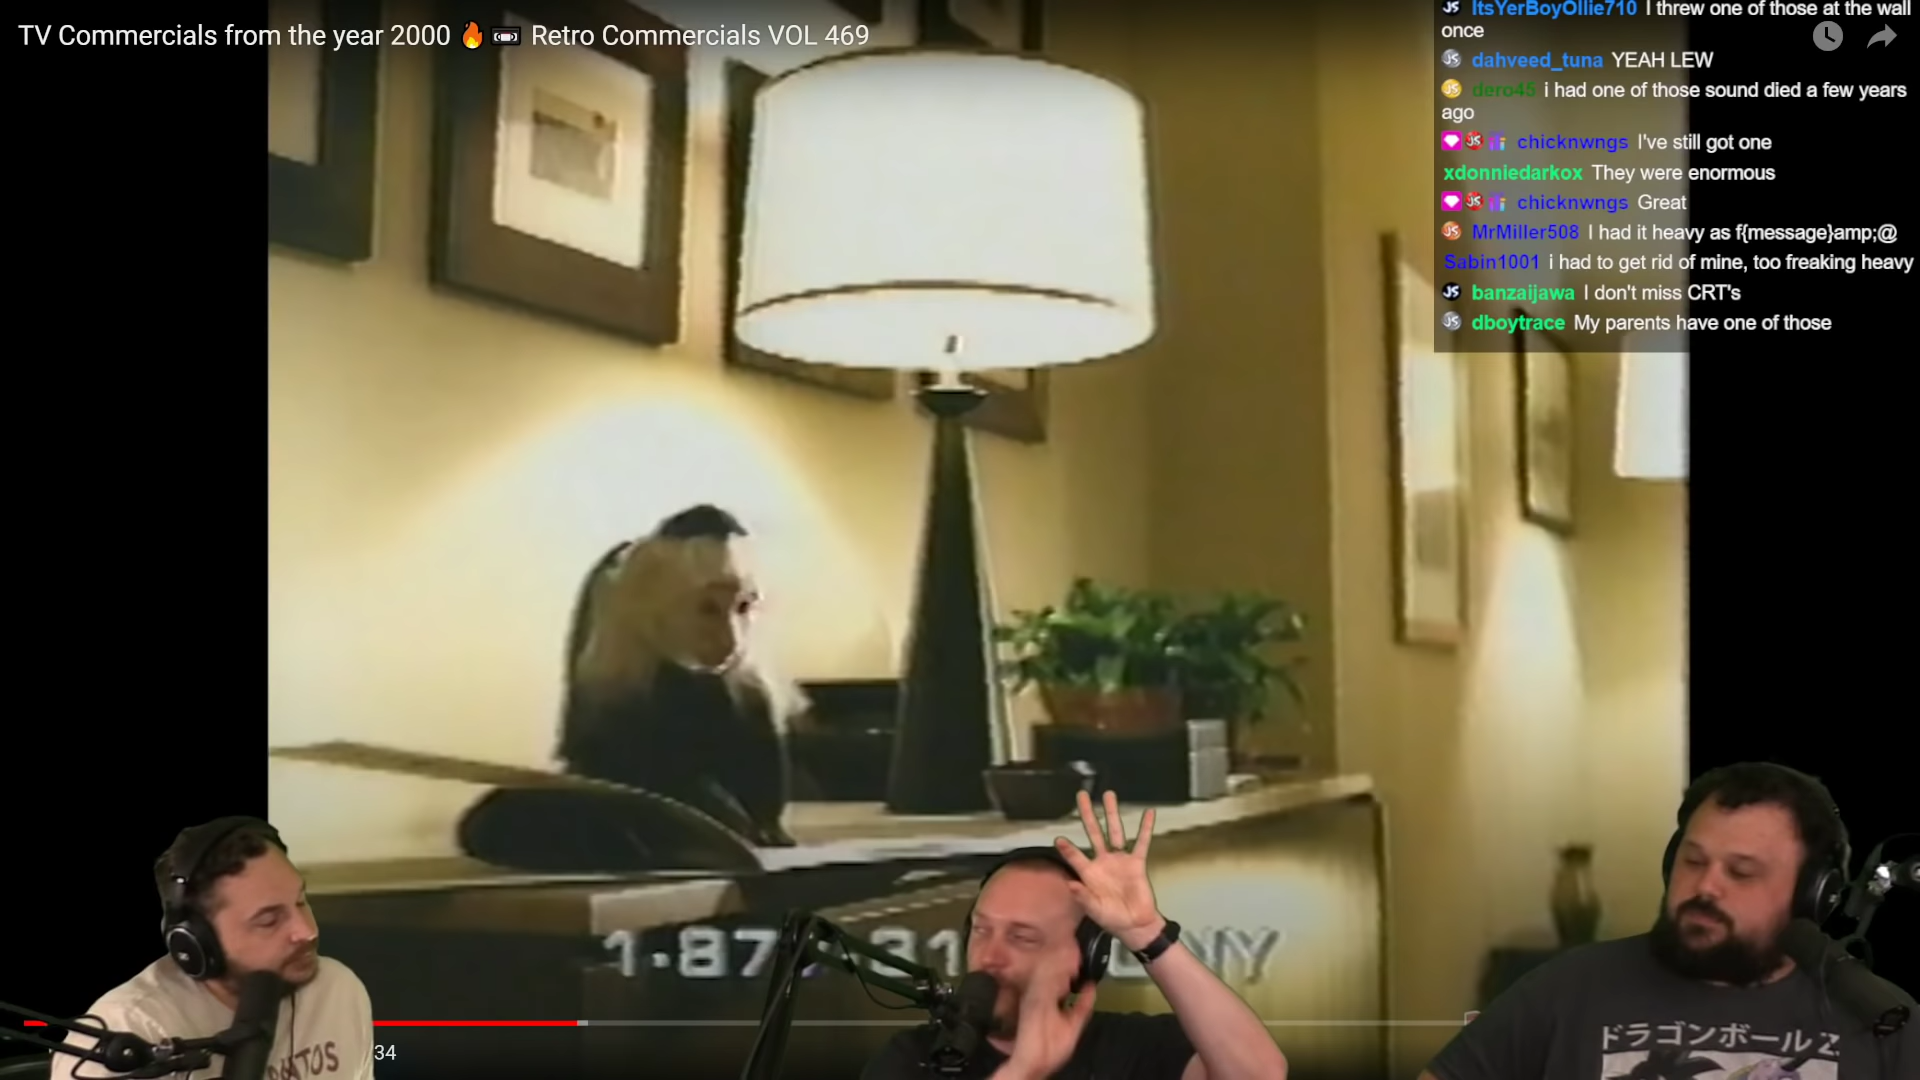 TV Commercials from the year 2000 🔥📼 Retro Commercials VOL 469
ItsYerBoyOllie710 I threw one of those at the wall
once
dahveed_tuna YEAH LEW
dero45 i had one of those sound died a few years
ago
chicknwngs I've still got one
xdonniedarkox They were enormous
chicknwngs Great
MrMiller508 I had it heavy as f{message}amp;@
Sabin1001 i had to get rid of mine, too freaking heavy
banzaijawa I don't miss CRT's
dboytrace My parents have one of those
34
ドラゴンボールZ